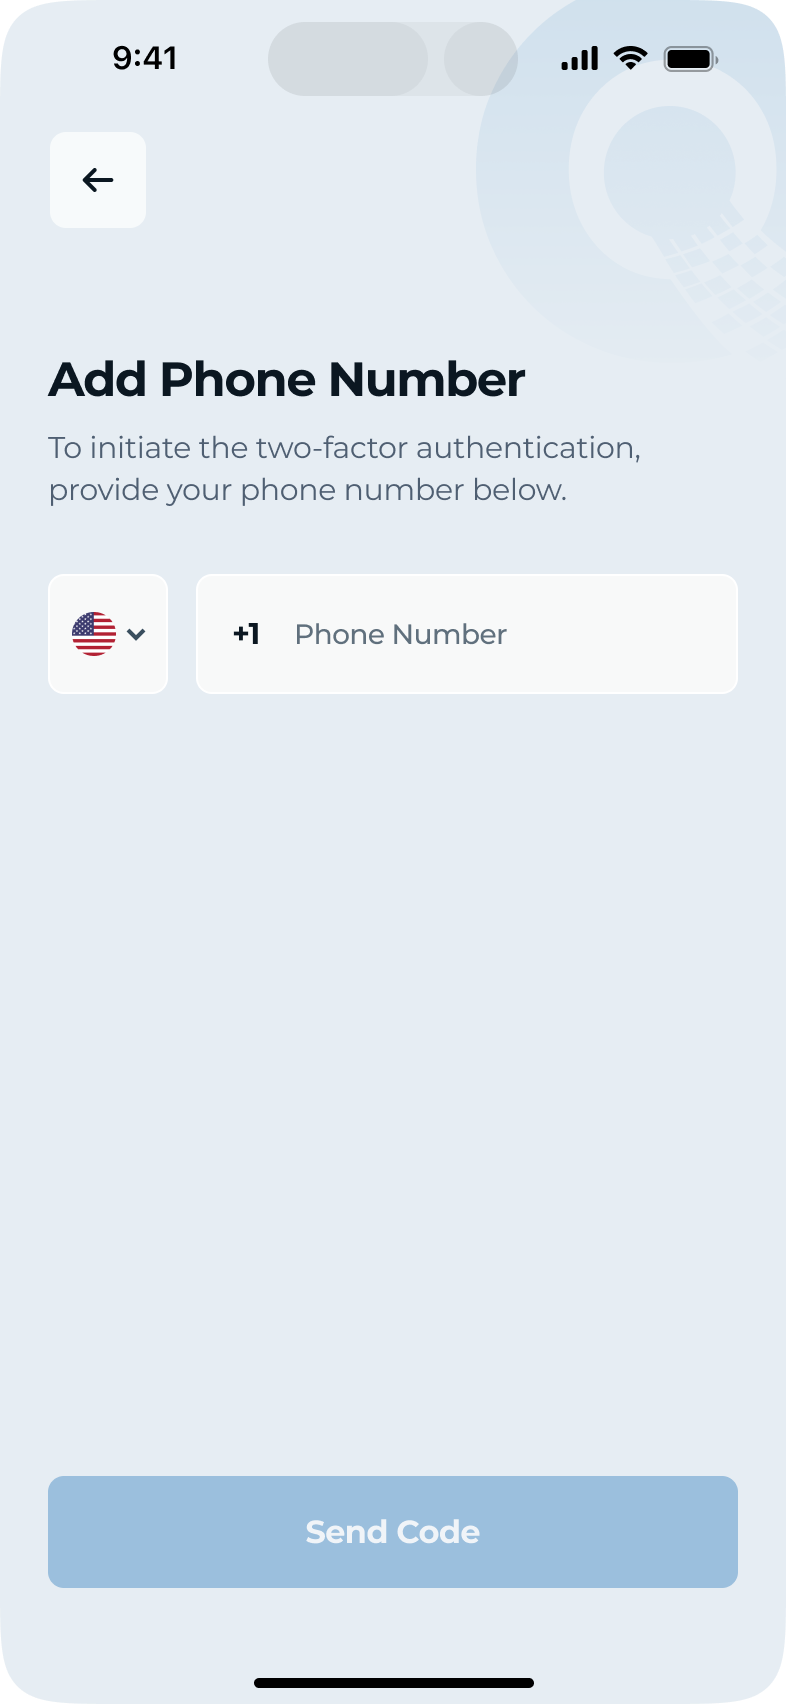 9:41
Add Phone Number
To initiate the two-factor authentication,
provide your phone number below.
+1 Phone Number
Send Code